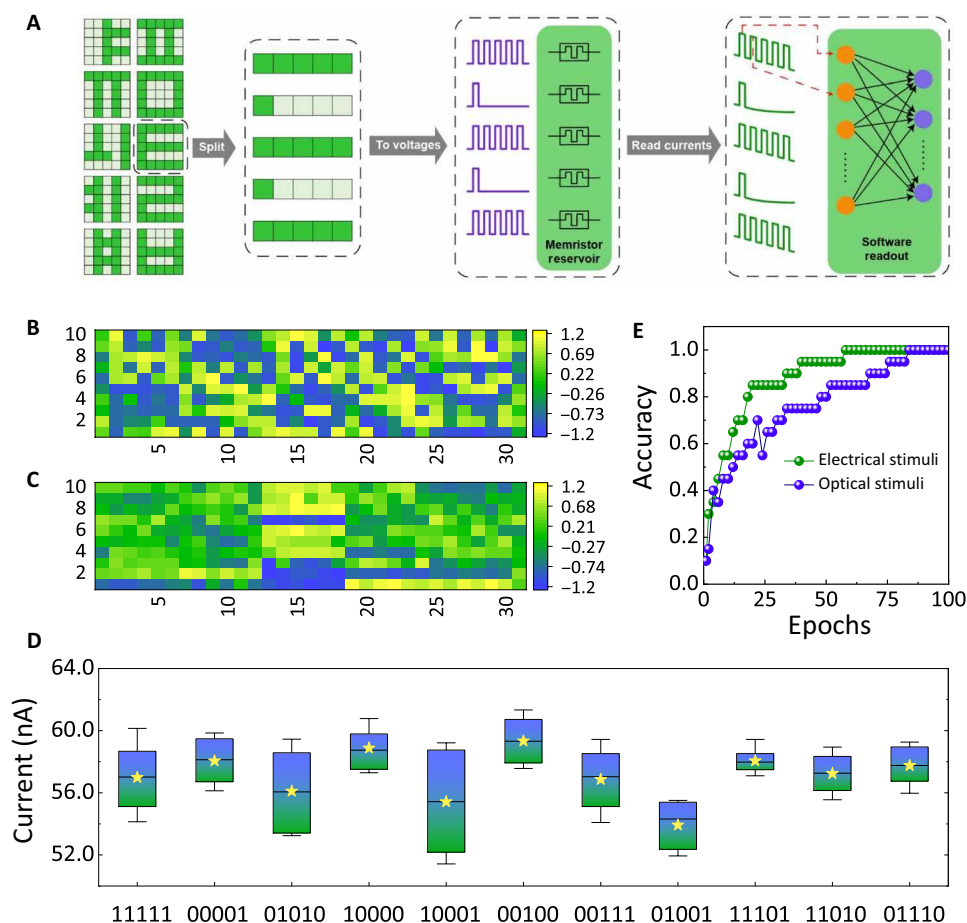 A
Split
To voltages
Memristor
reservoir
Read currents
Software
readout
B
10
8
6
4
2
5 10 15 20 25 30
1.2
0.69
0.22
−0.26
−0.73
−1.2
C
10
8
6
4
2
5 10 15 20 25 30
1.2
0.69
0.21
−0.27
−0.74
−1.2
E
Accuracy
1.0
0.8
0.6
0.4
0.2
0.0
Electrical stimuli
Optical stimuli
0 25 50 75 100
Epochs
D
Current (nA)
64.0
60.0
56.0
52.0
11111 00001 01010 10000 10001 00100 00111 01001 11101 11010 01110